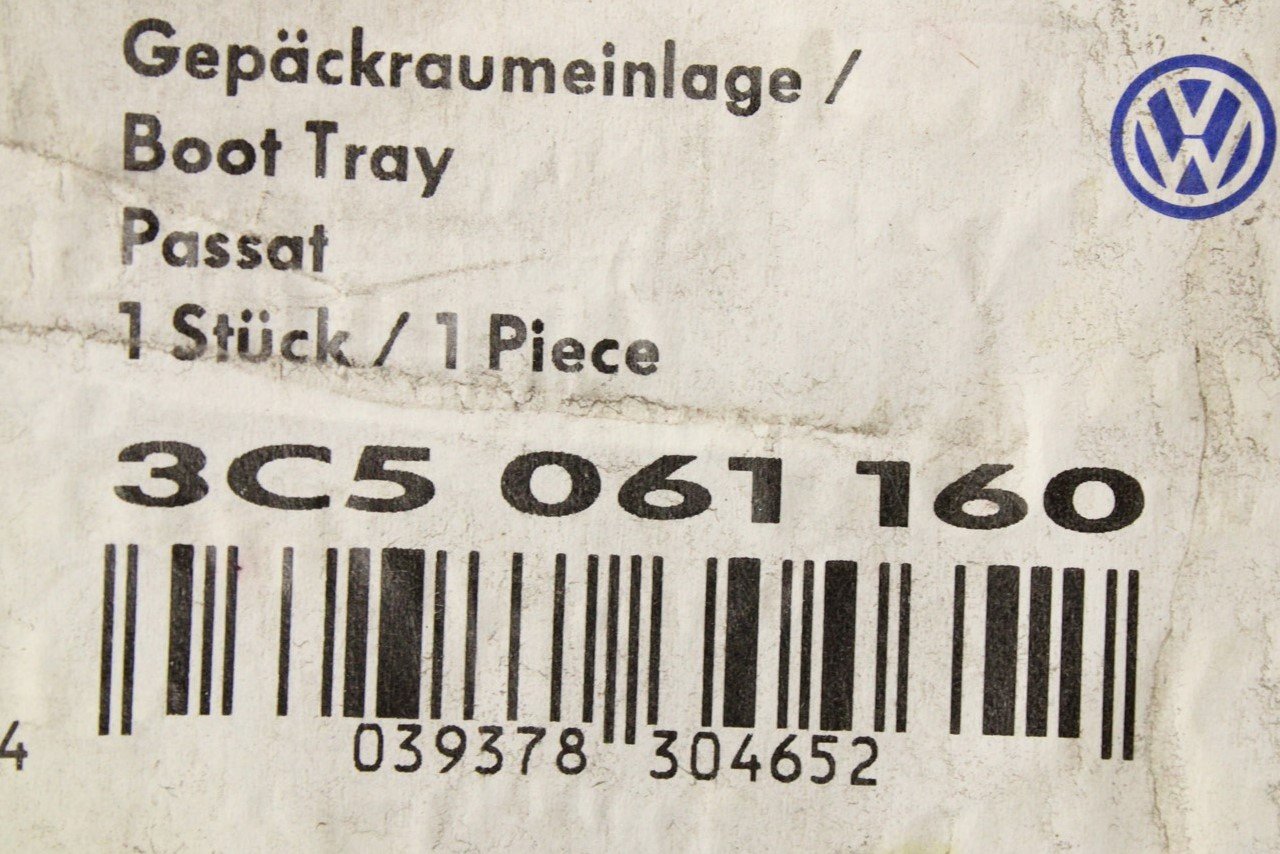 Gepäckraumeinlage /
Boot Tray
Passat
1 Stück / 1 Piece
3C5 061 160
4 039378 304652